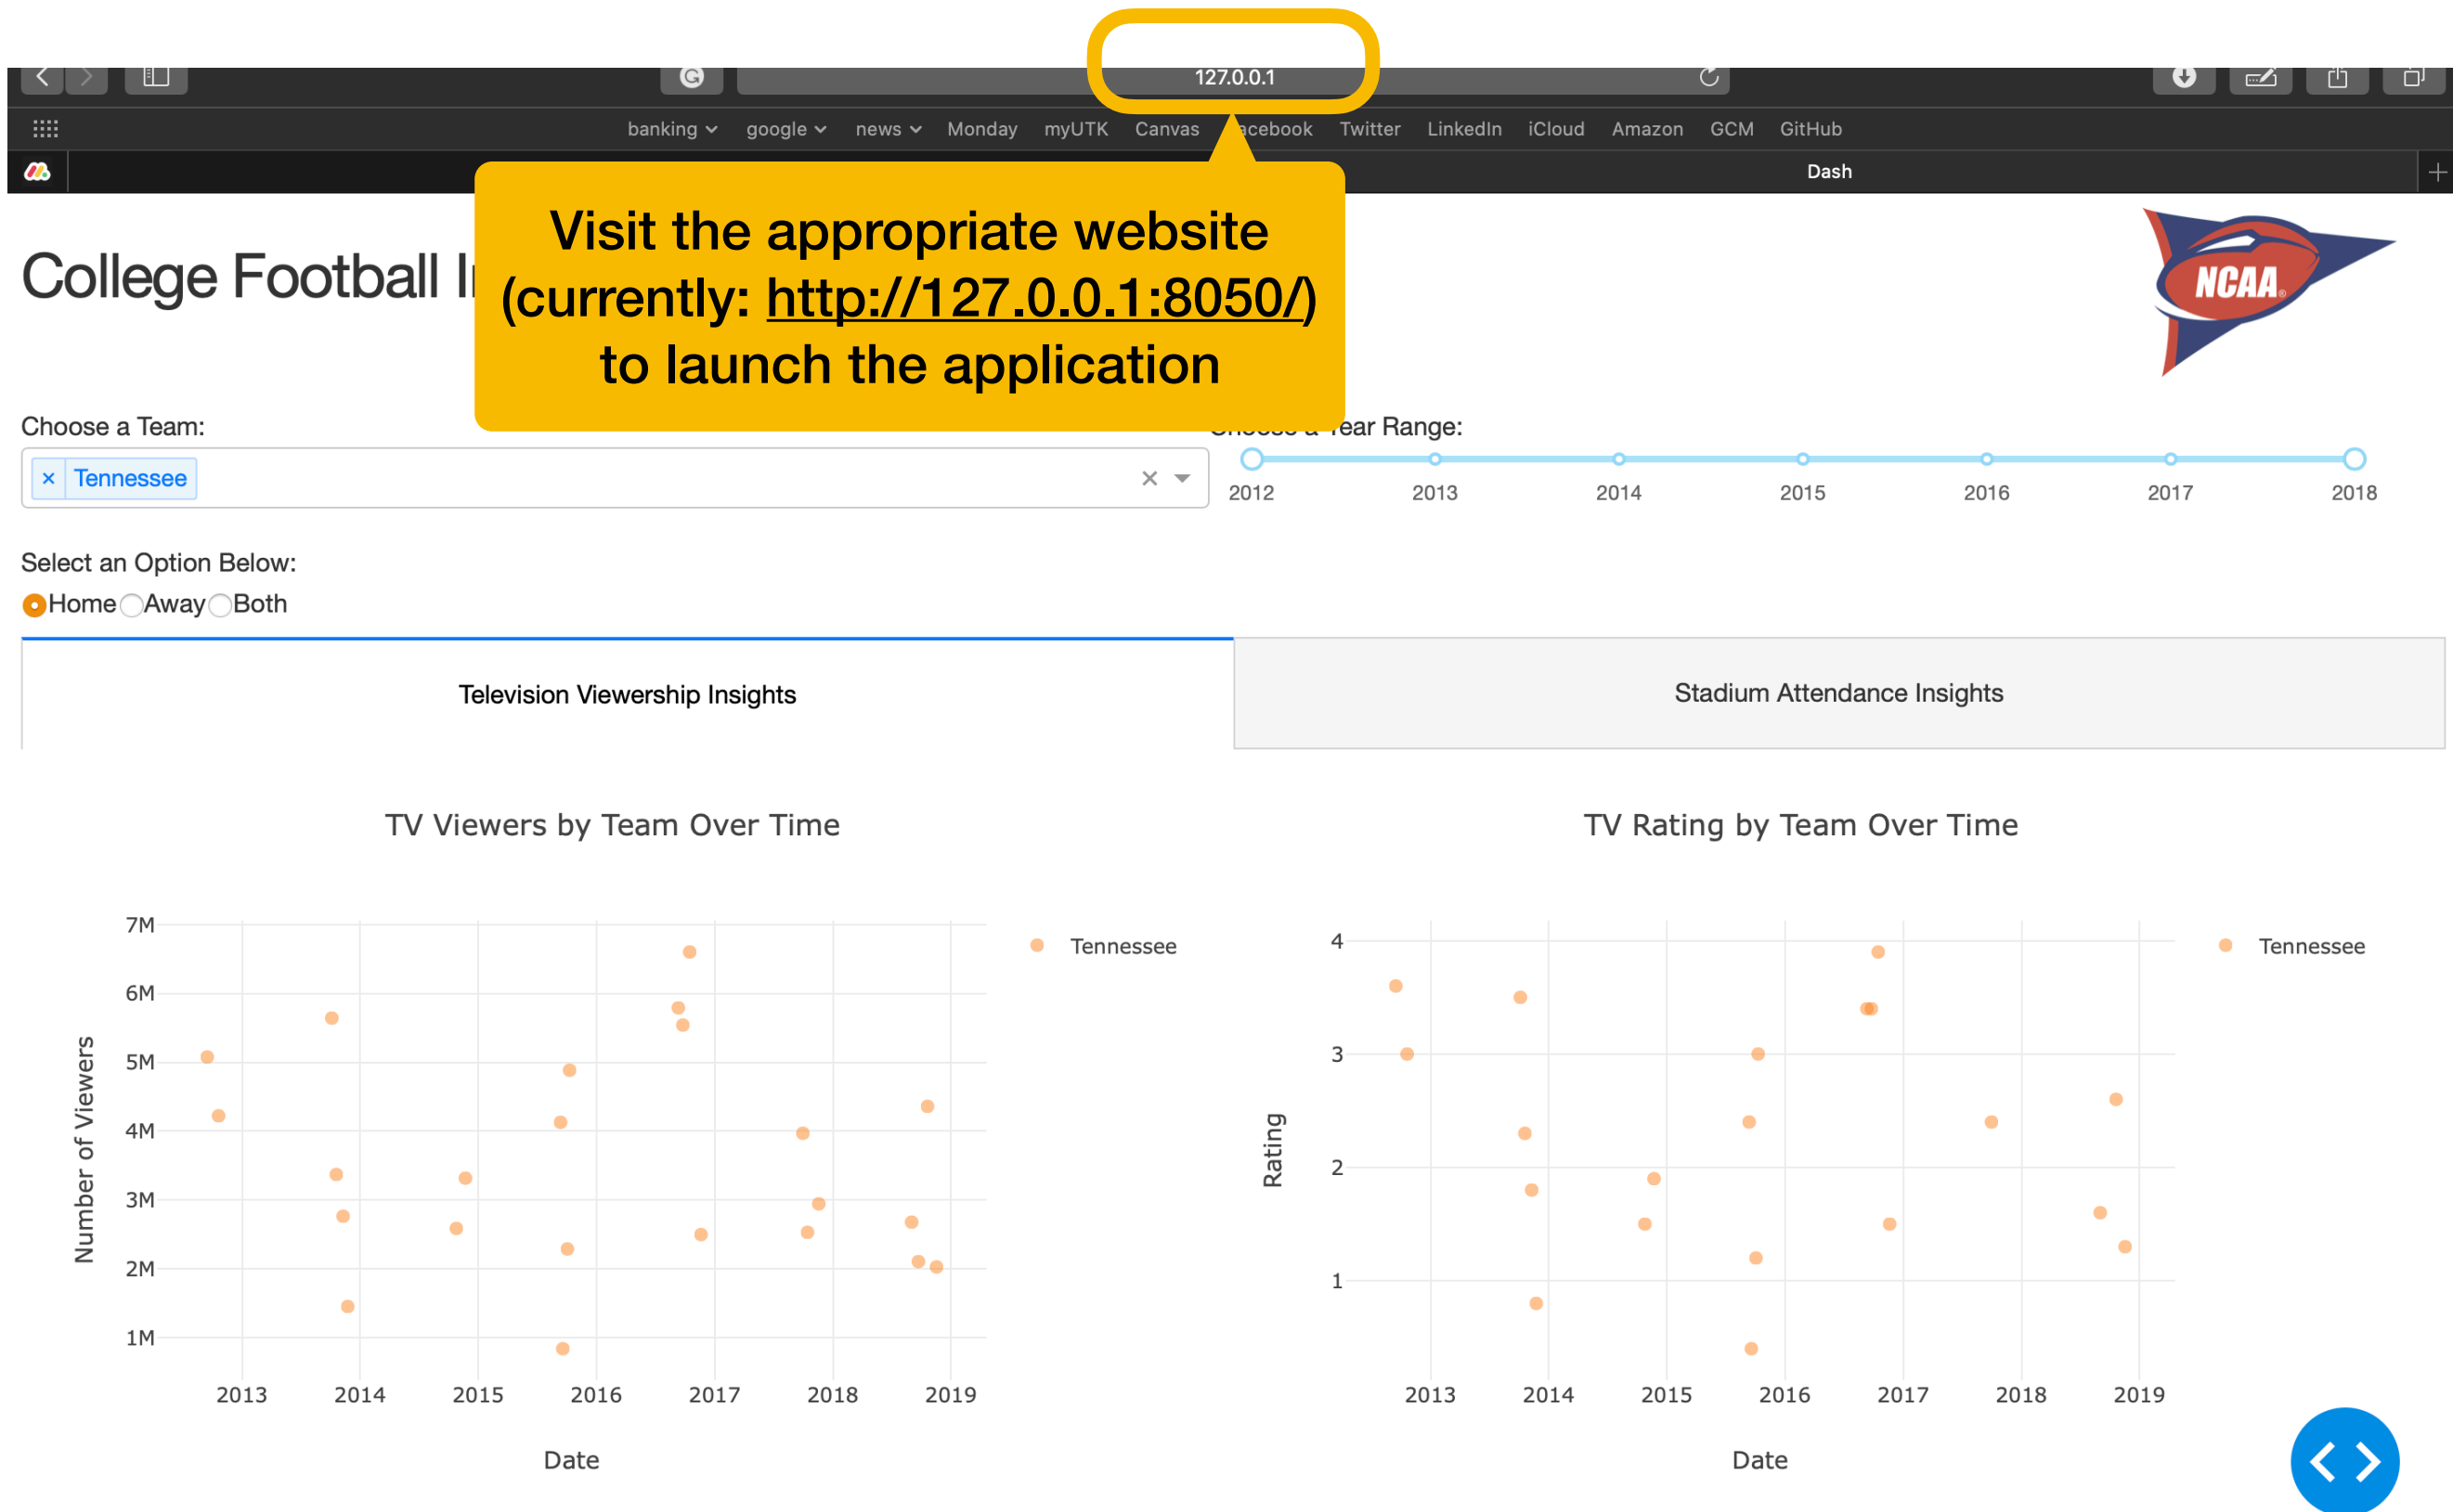 127.0.0.1
banking google news Monday myUTK Canvas acebook Twitter LinkedIn iCloud Amazon GCM GitHub
Dash
Visit the appropriate website
(currently: http://127.0.0.1:8050/)
to launch the application
College Football
NCAA
Choose a Team:
Year Range:
× Tennessee
2012 2013 2014 2015 2016 2017 2018
Select an Option Below:
Home Away Both
Television Viewership Insights
Stadium Attendance Insights
TV Viewers by Team Over Time
7M
6M
5M
4M
3M
2M
1M
Number of Viewers
2013 2014 2015 2016 2017 2018 2019
Date
Tennessee
TV Rating by Team Over Time
4
3
2
1
Rating
2013 2014 2015 2016 2017 2018 2019
Date
Tennessee